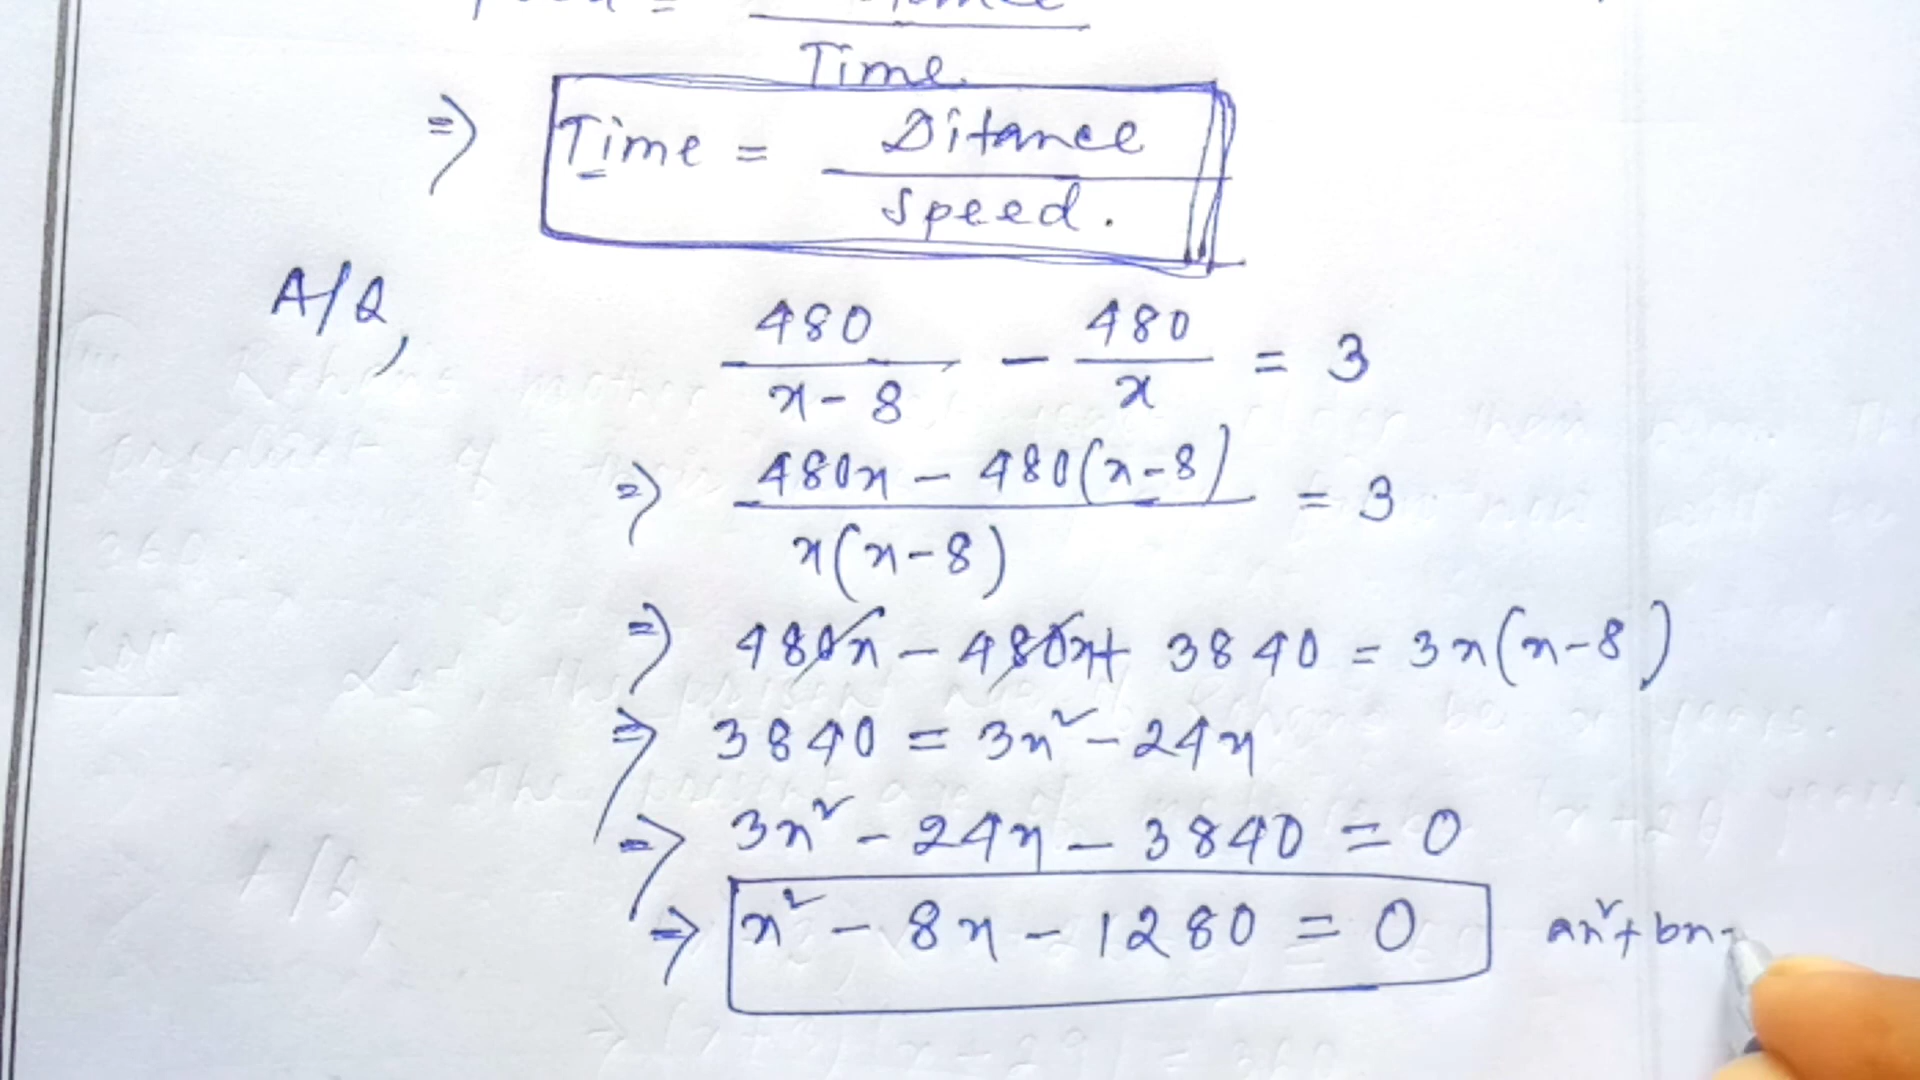 Time
=> Time = Ditance / Speed.
A/Q,
480/(x-8) - 480/x = 3
=> (480x - 480(x-8)) / x(x-8) = 3
=> 480x - 480x + 3840 = 3x(x-8)
=> 3840 = 3x² - 24x
=> 3x² - 24x - 3840 = 0
=> x² - 8x - 1280 = 0 ax² + bx